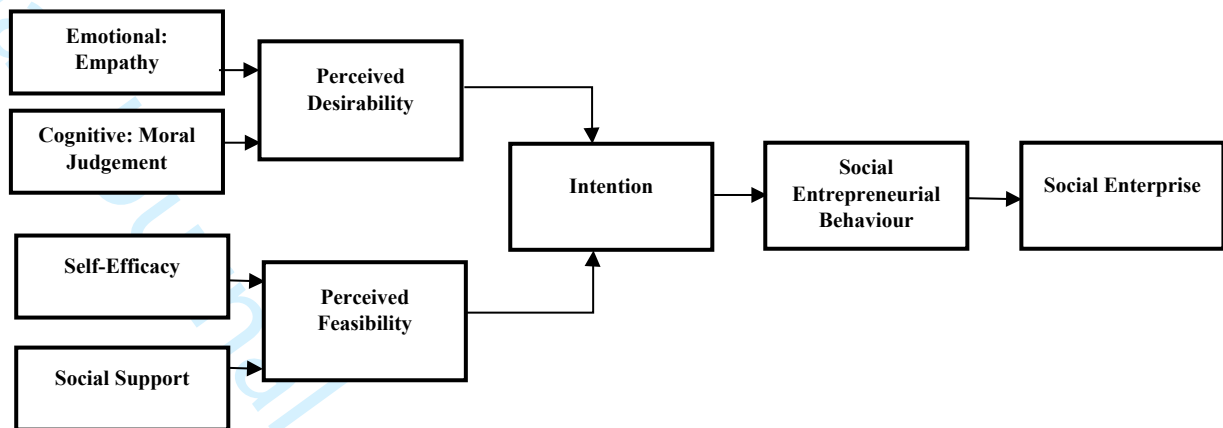 Emotional:
Empathy
Cognitive: Moral
Judgement
Perceived
Desirability
Self-Efficacy
Social Support
Perceived
Feasibility
Intention
Social
Entrepreneurial
Behaviour
Social Enterprise